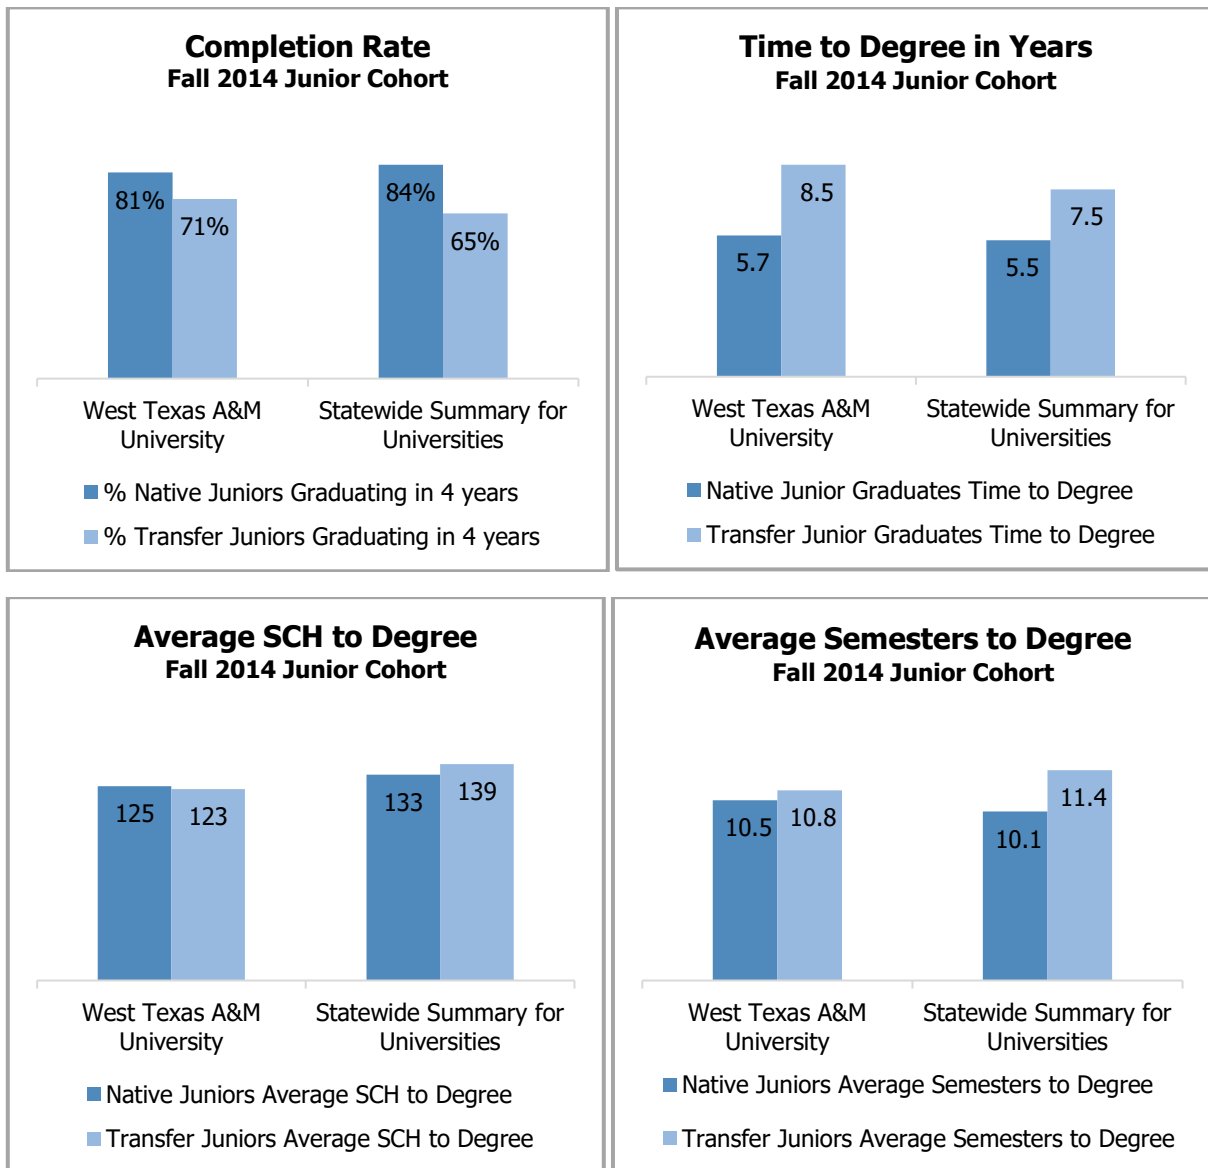 Completion Rate
Fall 2014 Junior Cohort
81%
71%
84%
65%
West Texas A&M
University
Statewide Summary for
Universities
% Native Juniors Graduating in 4 years
% Transfer Juniors Graduating in 4 years
Time to Degree in Years
Fall 2014 Junior Cohort
5.7
8.5
5.5
7.5
West Texas A&M
University
Statewide Summary for
Universities
Native Junior Graduates Time to Degree
Transfer Junior Graduates Time to Degree
Average SCH to Degree
Fall 2014 Junior Cohort
125
123
133
139
West Texas A&M
University
Statewide Summary for
Universities
Native Juniors Average SCH to Degree
Transfer Juniors Average SCH to Degree
Average Semesters to Degree
Fall 2014 Junior Cohort
10.5
10.8
10.1
11.4
West Texas A&M
University
Statewide Summary for
Universities
Native Juniors Average Semesters to Degree
Transfer Juniors Average Semesters to Degree